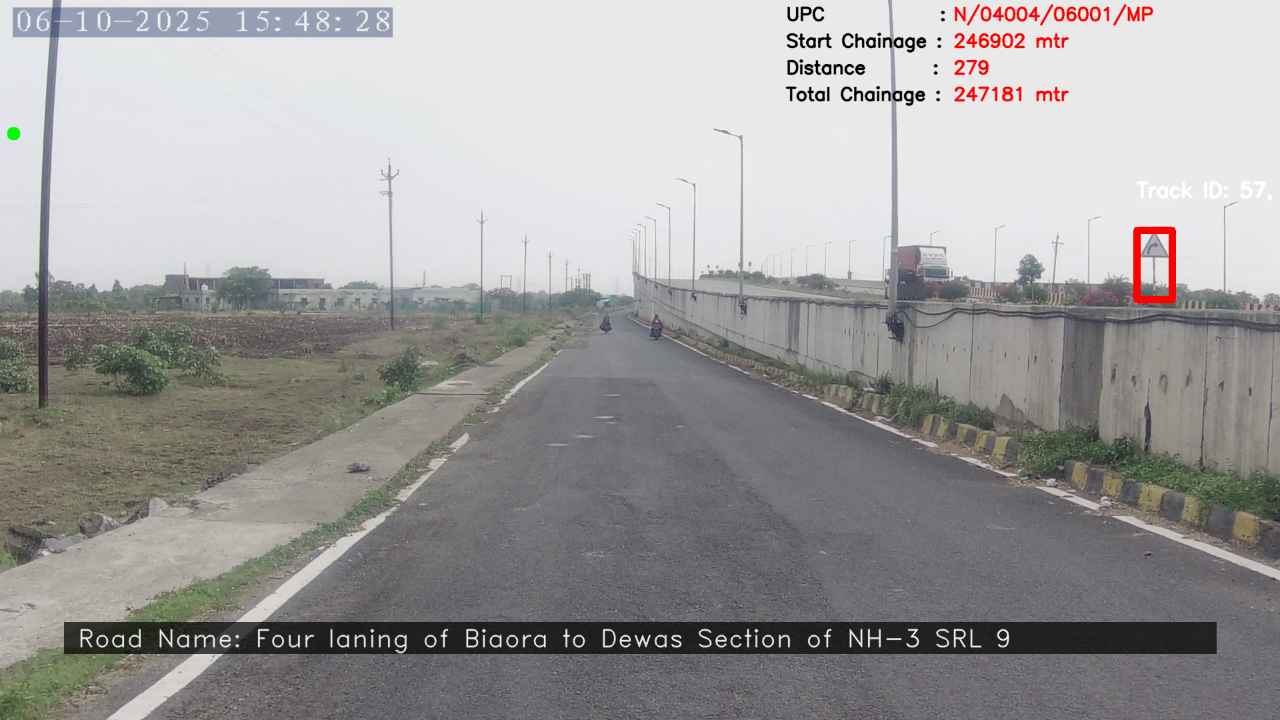 06-10-2025 15:48:28
UPC : N/04004/06001/MP
Start Chainage : 246902 mtr
Distance : 279
Total Chainage : 247181 mtr
Track ID: 57,
Road Name: Four laning of Biaora to Dewas Section of NH-3 SRL 9